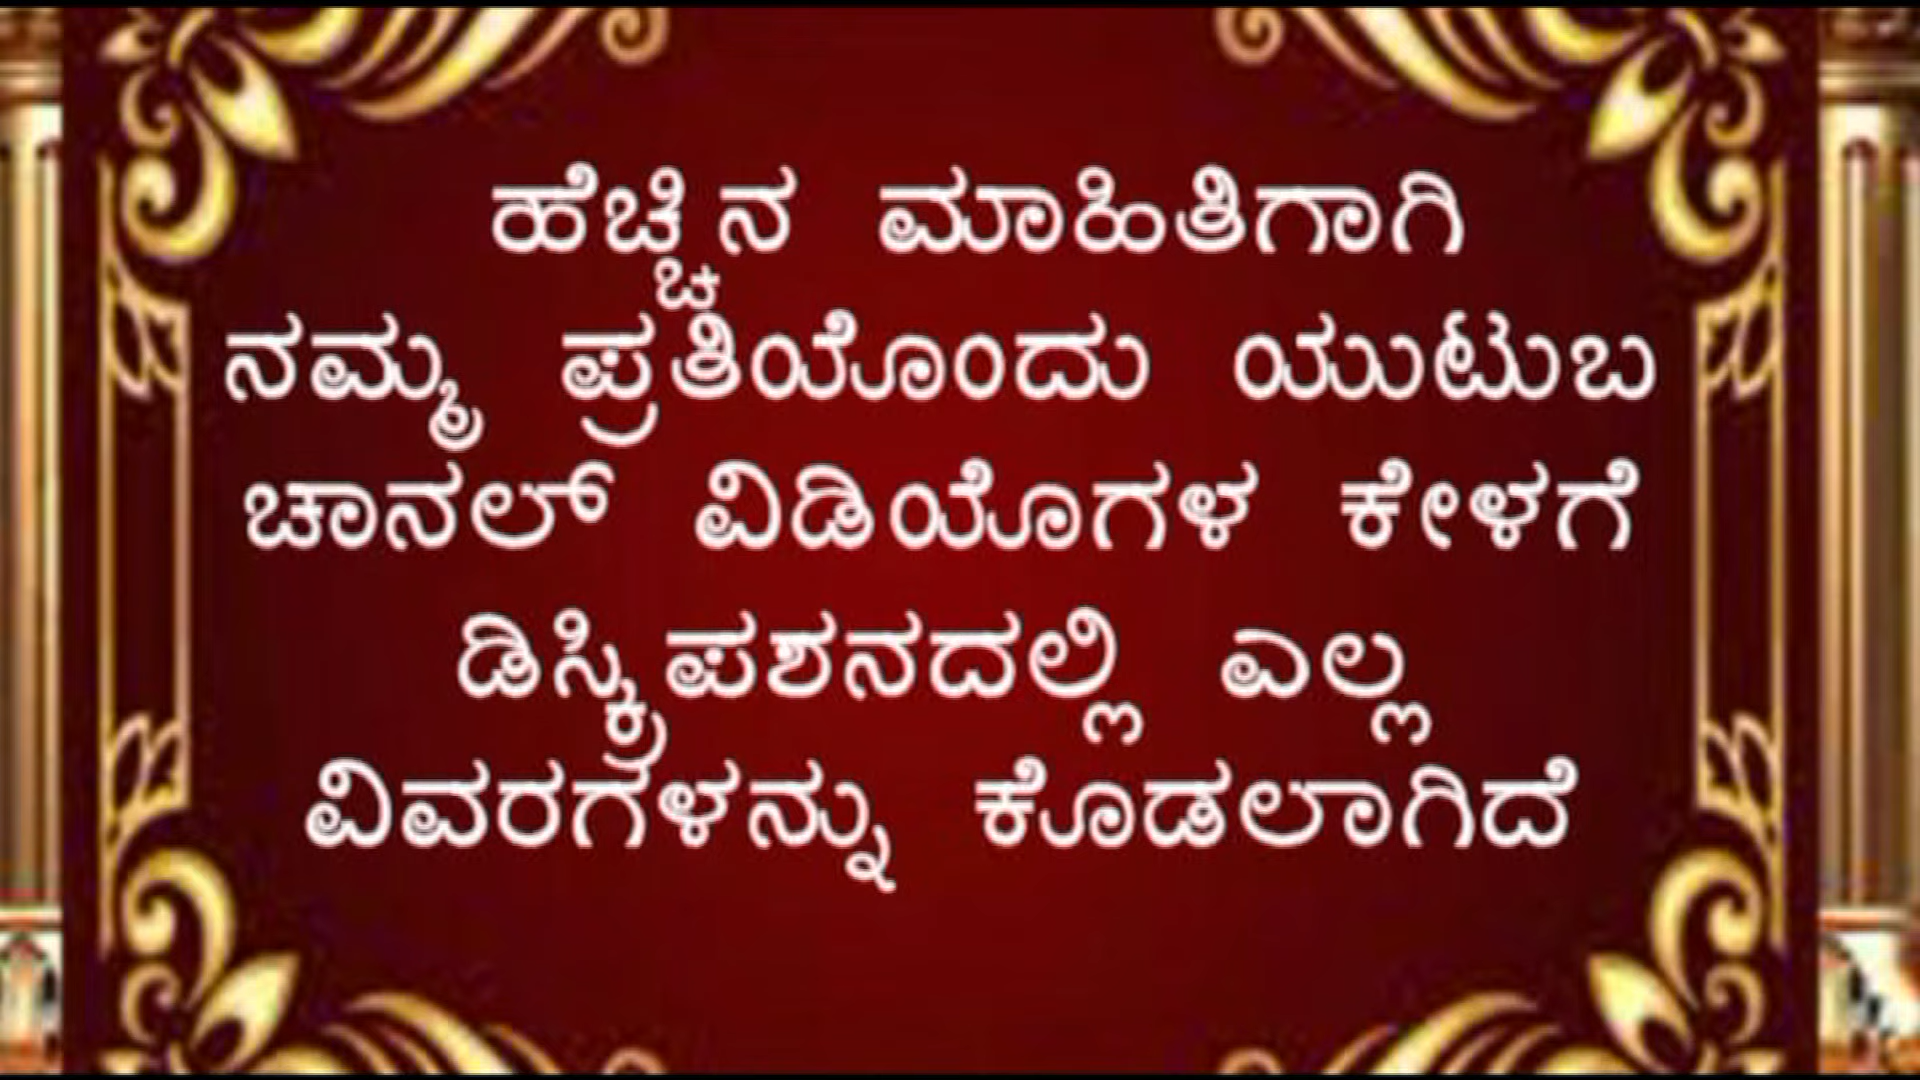 ಹೆಚ್ಚಿನ ಮಾಹಿತಿಗಾಗಿ
ನಮ್ಮ ಪ್ರತಿಯೊಂದು ಯುಟುಬ
ಚಾನಲ್ ವಿಡಿಯೊಗಳ ಕೇಳಗೆ
ಡಿಸ್ಕ್ರಿಪಶನದಲ್ಲಿ ಎಲ್ಲ
ವಿವರಗಳನ್ನು ಕೊಡಲಾಗಿದೆ